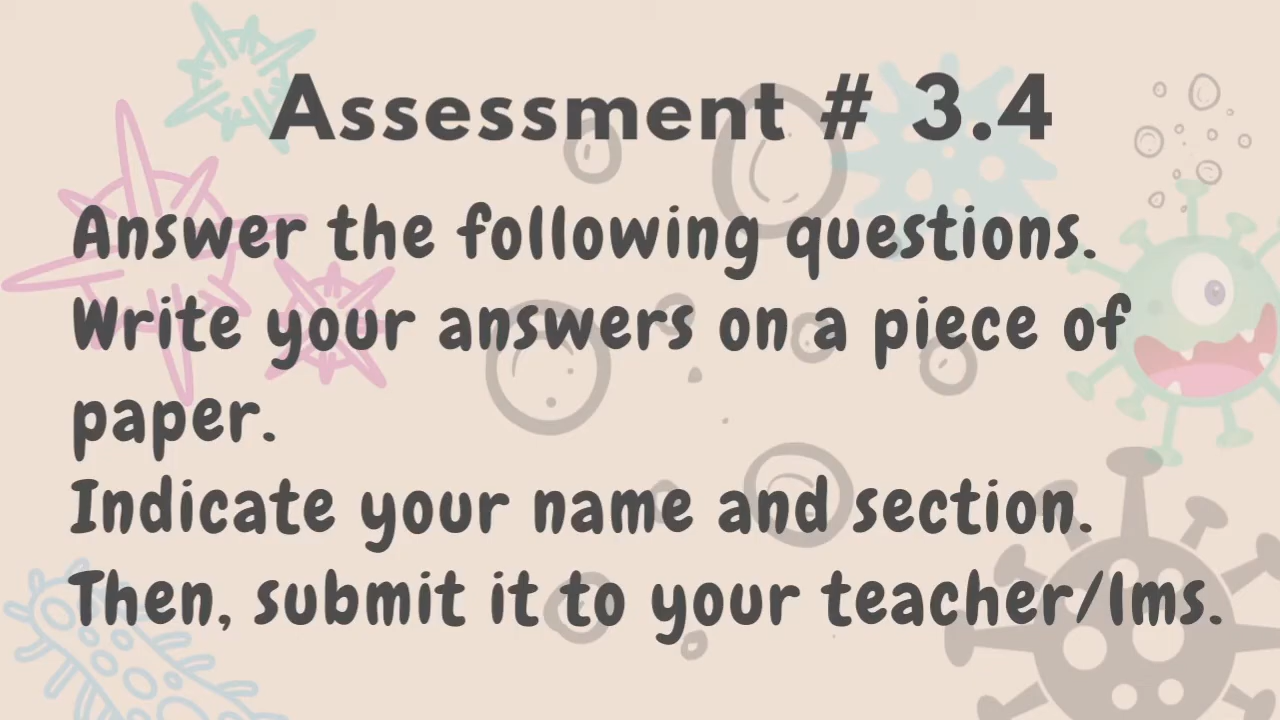 Assessment # 3.4
Answer the following questions.
Write your answers on a piece of
paper.
Indicate your name and section.
Then, submit it to your teacher/lms.